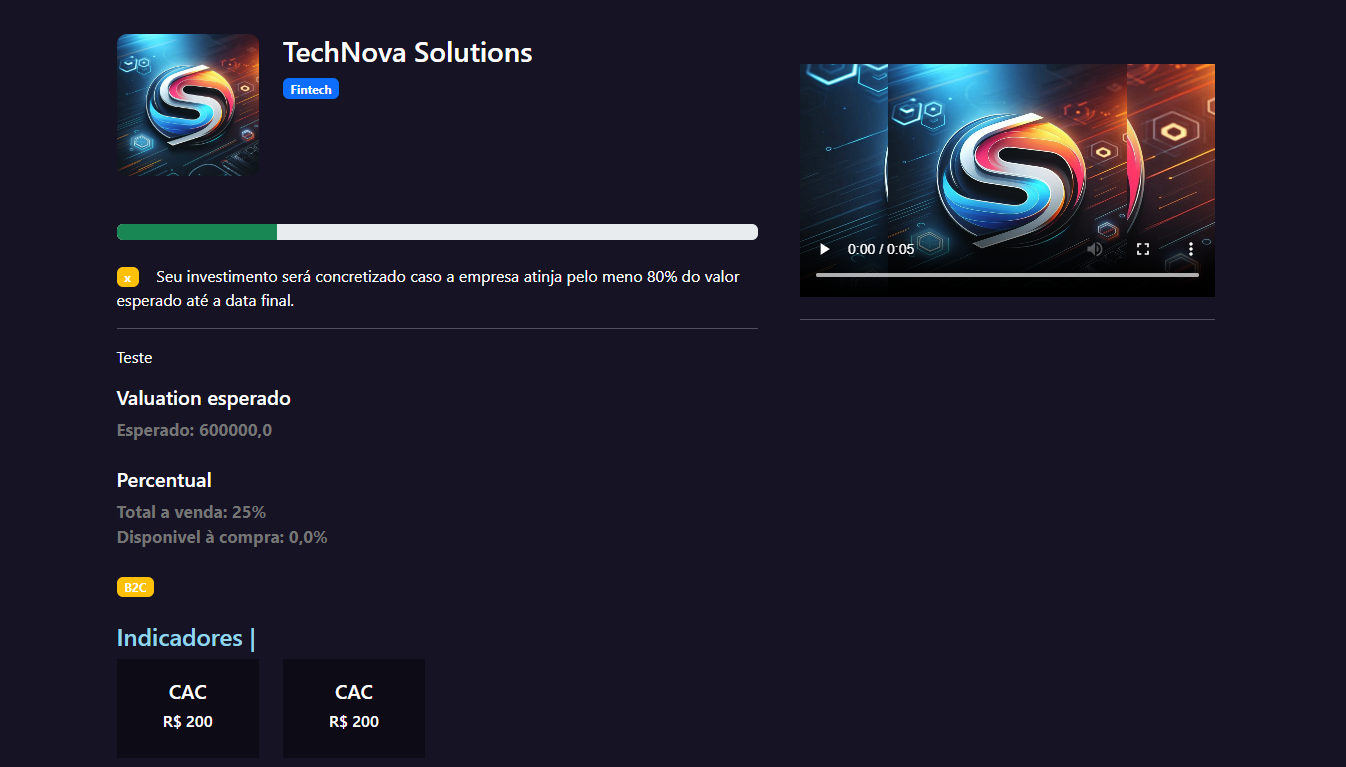 TechNova Solutions
Fintech
x Seu investimento será concretizado caso a empresa atinja pelo meno 80% do valor
esperado até a data final.
Teste
Valuation esperado
Esperado: 600000,0
Percentual
Total a venda: 25%
Disponivel à compra: 0,0%
B2C
Indicadores |
CAC
R$ 200
CAC
R$ 200
0:00 / 0:05